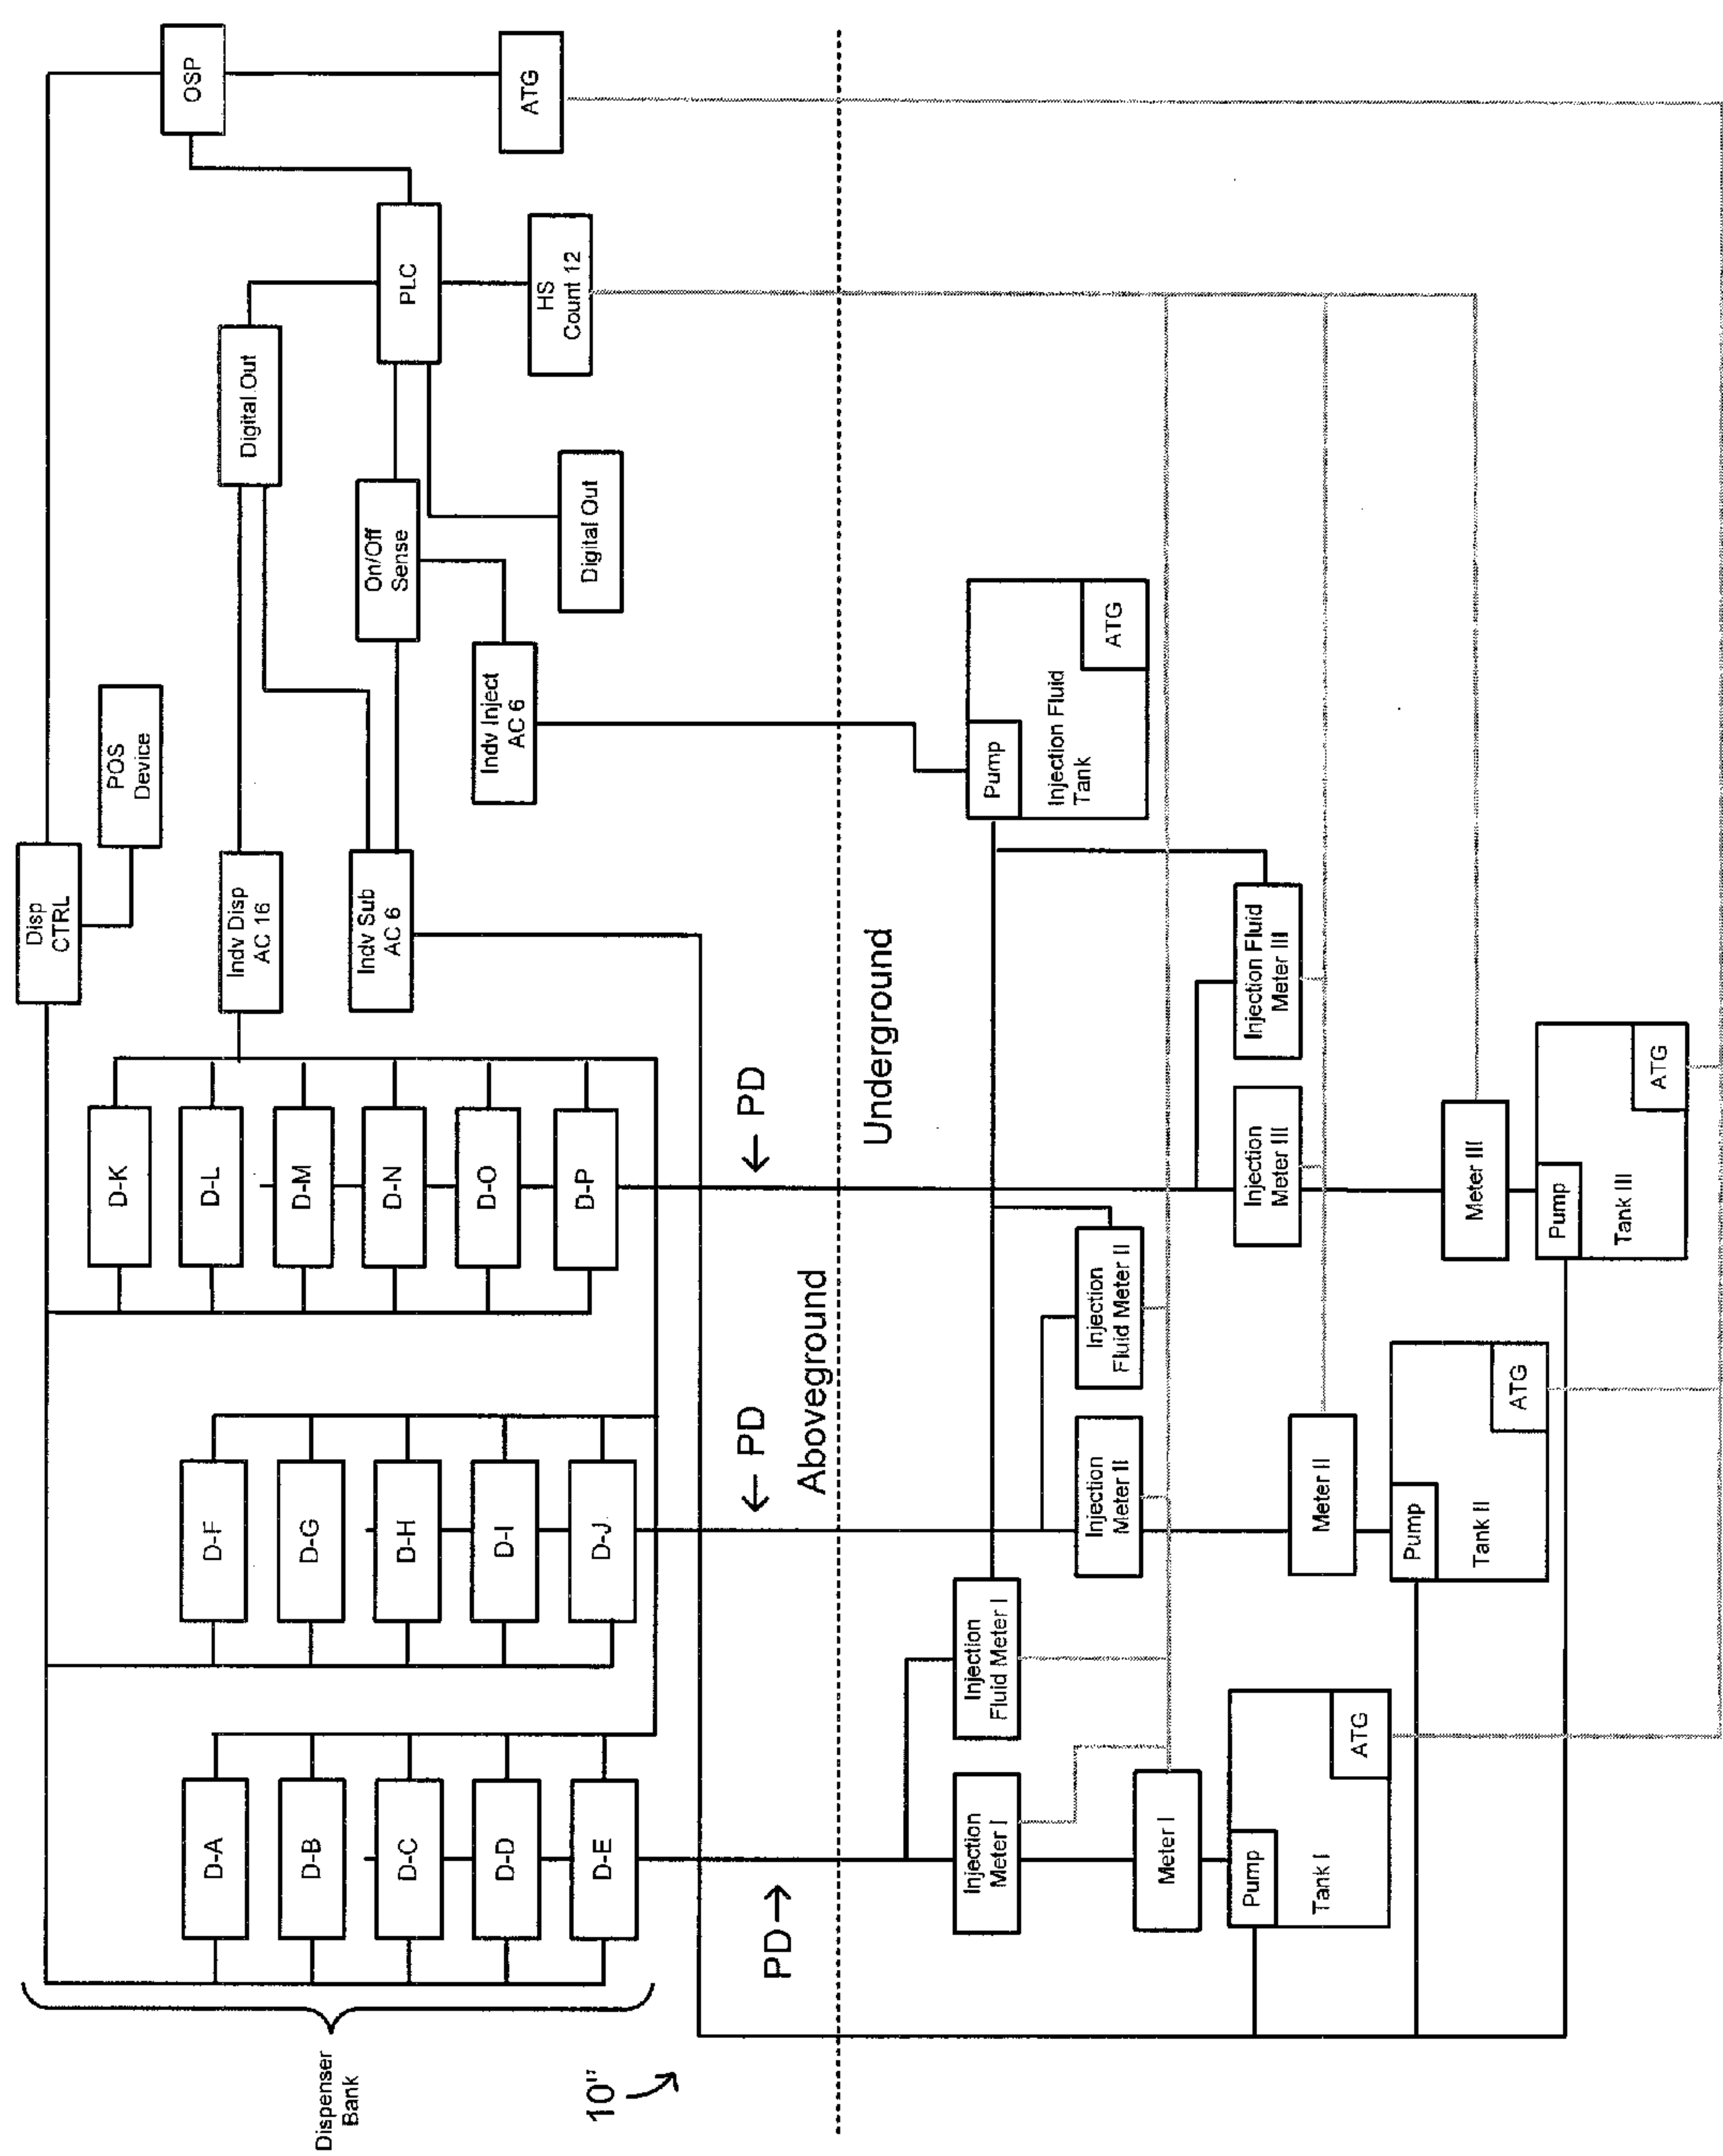 Dispenser
Bank
10"
Disp
CTRL
POS
Device
OSP
ATG
D-A
D-B
D-C
D-D
D-E
D-F
D-G
D-H
D-I
D-J
D-K
D-L
D-M
D-N
D-O
D-P
Indv Disp
AC 16
Indv Sub
AC 6
Digital Out
On/Off
Sense
PLC
Indv Inject
AC 6
Digital Out
HS
Count 12
PD→
← PD
← PD
Aboveground
Underground
Injection
Meter I
Injection
Fluid Meter I
Meter I
Pump
Tank I
ATG
Injection
Meter II
Injection
Fluid Meter II
Meter II
Pump
Tank II
ATG
Injection
Meter III
Injection Fluid
Meter III
Meter III
Pump
Tank III
ATG
Pump
Injection Fluid
Tank
ATG